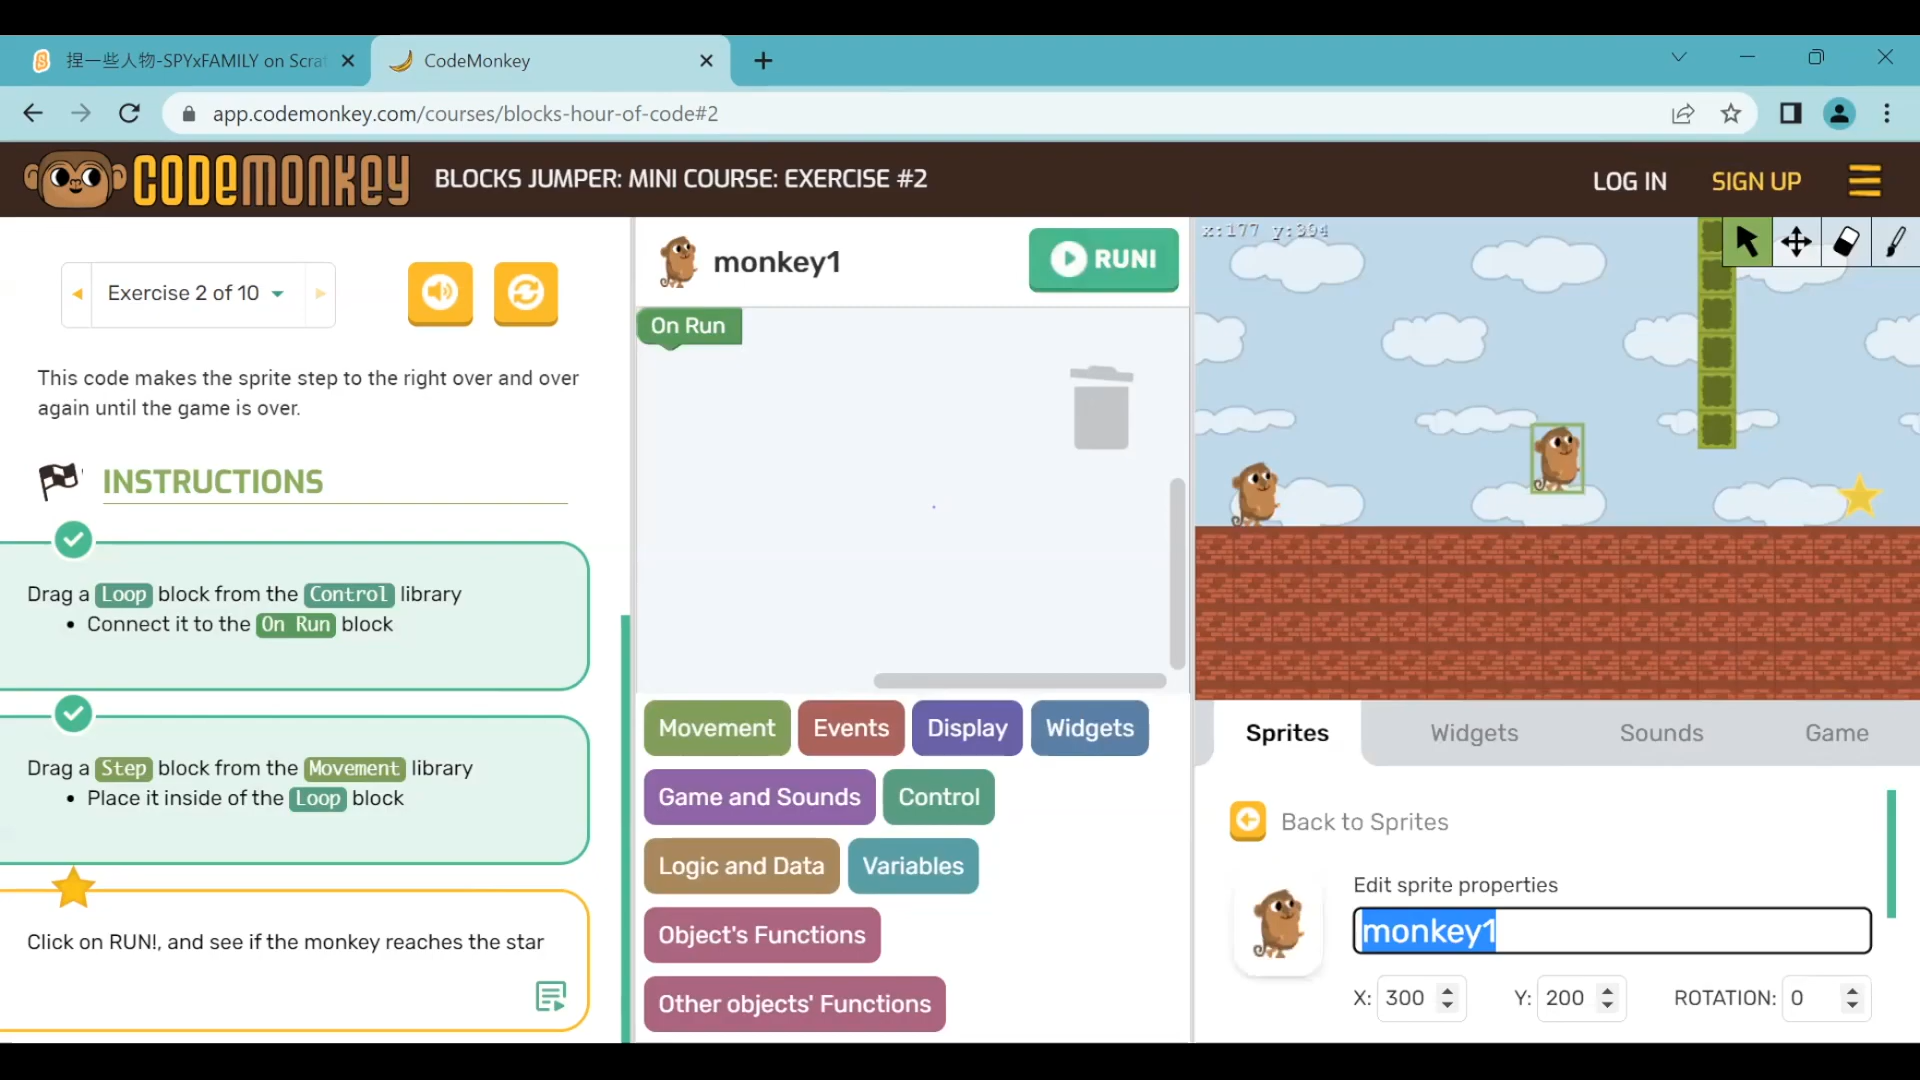 捏一些人物-SPYxFAMILY on Scrat
CodeMonkey
app.codemonkey.com/courses/blocks-hour-of-code#2
CODEMONKEY
BLOCKS JUMPER: MINI COURSE: EXERCISE #2
LOG IN
SIGN UP
Exercise 2 of 10
This code makes the sprite step to the right over and over
again until the game is over.
INSTRUCTIONS
Drag a Loop block from the Control library
• Connect it to the On Run block
Drag a Step block from the Movement library
• Place it inside of the Loop block
Click on RUN!, and see if the monkey reaches the star
monkey1
RUN!
On Run
Movement
Events
Display
Widgets
Game and Sounds
Control
Logic and Data
Variables
Object's Functions
Other objects' Functions
x:177 y:394
Sprites
Widgets
Sounds
Game
Back to Sprites
Edit sprite properties
monkey1
X: 300
Y: 200
ROTATION: 0